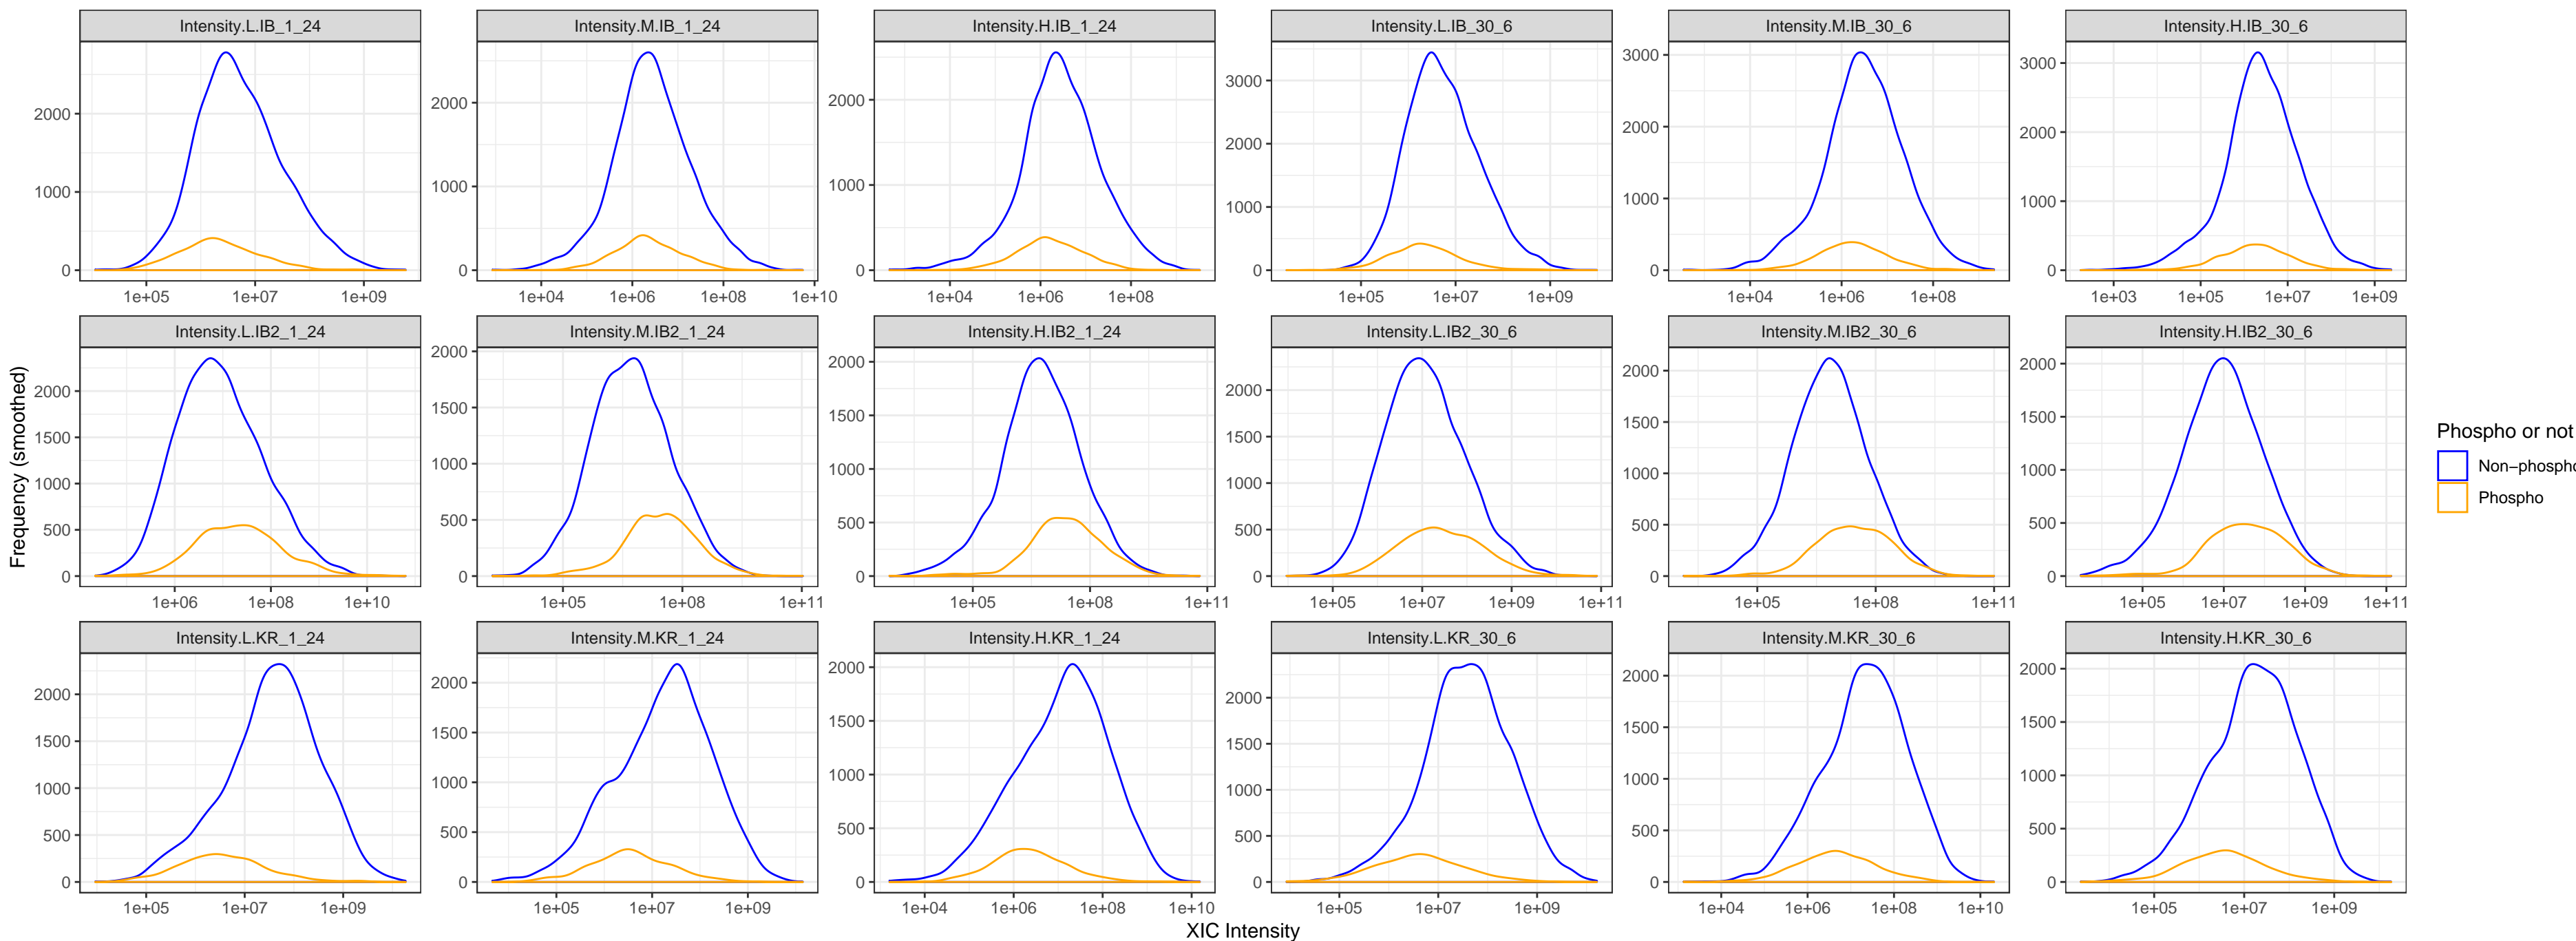 Intensity.L.IB_1_24 Intensity.M.IB_1_24 Intensity.H.IB_1_24 Intensity.L.IB_30_6 Intensity.M.IB_30_6 Intensity.H.IB_30_6
2000 1000 0
2000 1000 0
2000 1000 0
3000 2000 1000 0
3000 2000 1000 0
3000 2000 1000 0
1e+05 1e+07 1e+09 1e+04 1e+06 1e+08 1e+10 1e+04 1e+06 1e+08 1e+05 1e+07 1e+09 1e+04 1e+06 1e+08 1e+03 1e+05 1e+07 1e+09
Intensity.L.IB2_1_24 Intensity.M.IB2_1_24 Intensity.H.IB2_1_24 Intensity.L.IB2_30_6 Intensity.M.IB2_30_6 Intensity.H.IB2_30_6
Frequency (smoothed)
2000 1500 1000 500 0
2000 1500 1000 500 0
2000 1500 1000 500 0
2000 1500 1000 500 0
2000 1500 1000 500 0
2000 1500 1000 500 0
1e+06 1e+08 1e+10 1e+05 1e+08 1e+11 1e+05 1e+08 1e+11 1e+05 1e+07 1e+09 1e+11 1e+05 1e+08 1e+11 1e+05 1e+07 1e+09 1e+11
Intensity.L.KR_1_24 Intensity.M.KR_1_24 Intensity.H.KR_1_24 Intensity.L.KR_30_6 Intensity.M.KR_30_6 Intensity.H.KR_30_6
2000 1500 1000 500 0
2000 1500 1000 500 0
2000 1500 1000 500 0
2000 1500 1000 500 0
2000 1500 1000 500 0
2000 1500 1000 500 0
1e+05 1e+07 1e+09 1e+05 1e+07 1e+09 1e+04 1e+06 1e+08 1e+10 1e+05 1e+07 1e+09 1e+04 1e+06 1e+08 1e+10 1e+05 1e+07 1e+09
XIC Intensity
Phospho or not
Non−phospho
Phospho